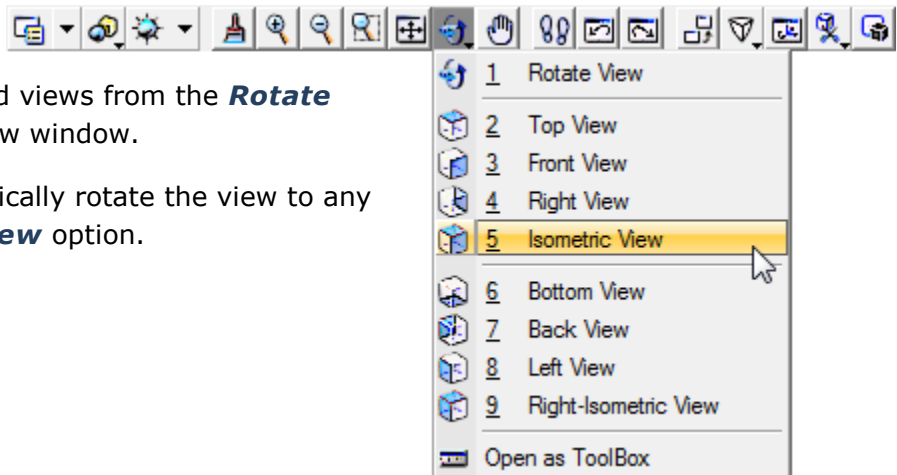 1 Rotate View
d views from the Rotate
2 Top View
w window.
3 Front View
ically rotate the view to any
4 Right View
ew option.
5 Isometric View
6 Bottom View
7 Back View
8 Left View
9 Right-Isometric View
Open as ToolBox